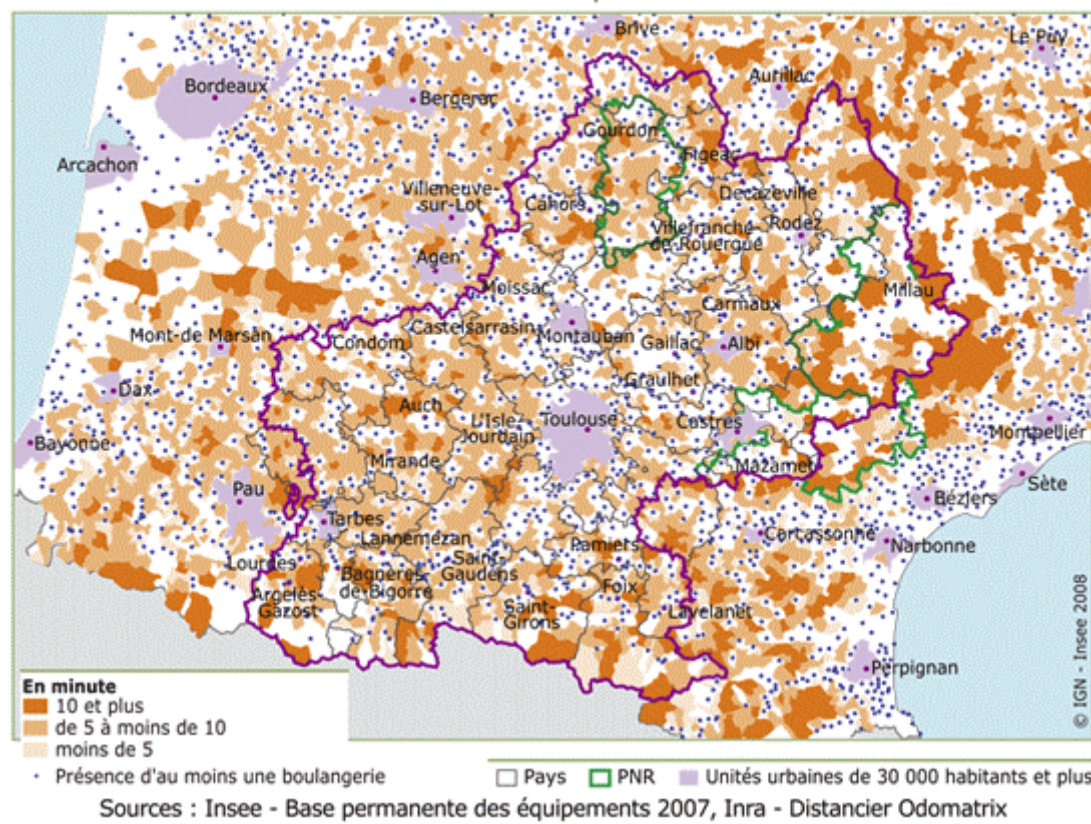 Brive
Le Puy
Aurillac
Bordeaux
Bergerac
Gourdon
Arcachon
Figeac
Villeneuve-
sur-Lot
Decazeville
Cahors
Rodez
Villefranche
de-Rouergue
Agen
Moissac
Millau
Carmaux
Castelsarrasin
Mont-de Marsan
Condom
Montauban
Gaillac
Albi
Graulhet
Dax
Auch
L'Isle-
Jourdain
Toulouse
Castres
Montpellier
Bayonne
Mirande
Mazamet
Sète
Pau
Béziers
Tarbes
Carcassonne
Lannemezan
Pamiers
Narbonne
Lourdes
Saint-
Gaudens
Bagnères-
de-Bigorre
Foix
Argelès-
Gazost
Saint-
Girons
Lavelanet
Perpignan
© IGN - Insee 2008
En minute
10 et plus
de 5 à moins de 10
moins de 5
Présence d'au moins une boulangerie
Pays
PNR
Unités urbaines de 30 000 habitants et plus
Sources : Insee - Base permanente des équipements 2007, Inra - Distancier Odomatrix